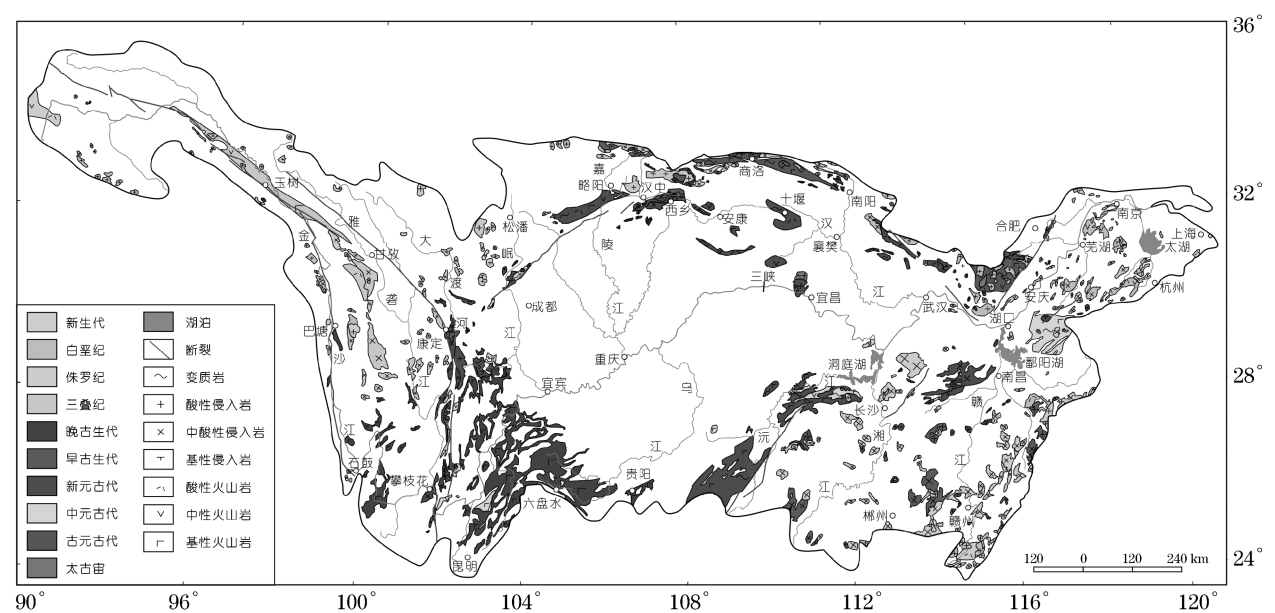 36°
32°
28°
24°
90°
96
100°
104°
108°
112°
116°
120°
玉树
雅
金
甘孜
砻
大
渡
河
江
巴塘
沙
江
康定
江
石鼓
攀枝花
昆明
松潘
岷
成都
江
宜宾
六盘水
贵阳
重庆
嘉
陵
江
略阳
汉中
西乡
安康
商洛
十堰
南阳
汉
襄樊
江
三峡
宜昌
武汉
乌
江
沅
江
洞庭湖
长沙
湘
江
郴州
赣州
赣
江
南昌
鄱阳湖
湖口
安庆
合肥
芜湖
南京
太湖
上海
杭州
新生代
白垩纪
侏罗纪
三叠纪
晚古生代
早古生代
新元古代
中元古代
古元古代
太古宙
湖泊
断裂
变质岩
酸性侵入岩
中酸性侵入岩
基性侵入岩
酸性火山岩
中性火山岩
基性火山岩
120 0 120 240 km